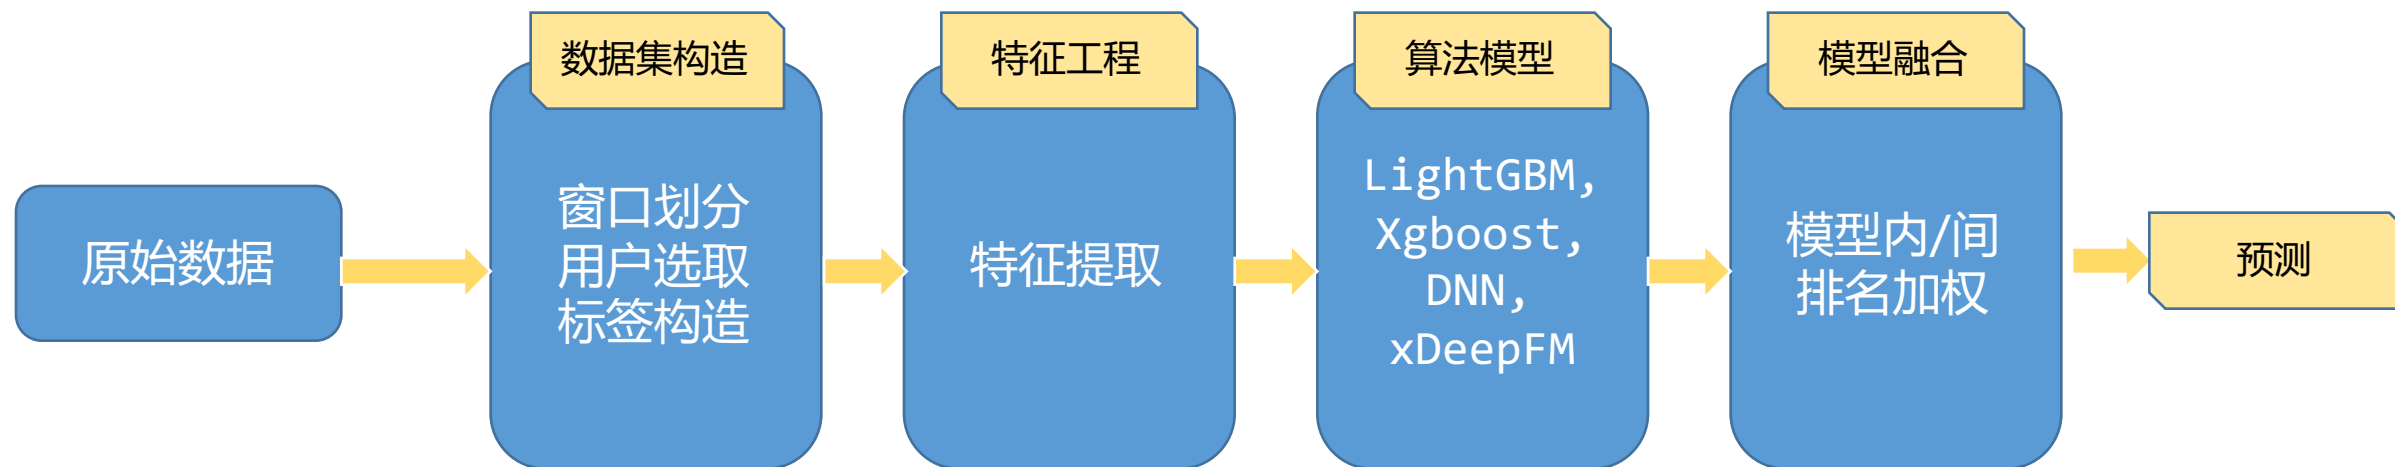 原始数据
数据集构造
窗口划分
用户选取
标签构造
特征工程
特征提取
算法模型
LightGBM,
Xgboost,
DNN,
xDeepFM
模型融合
模型内/间
排名加权
预测